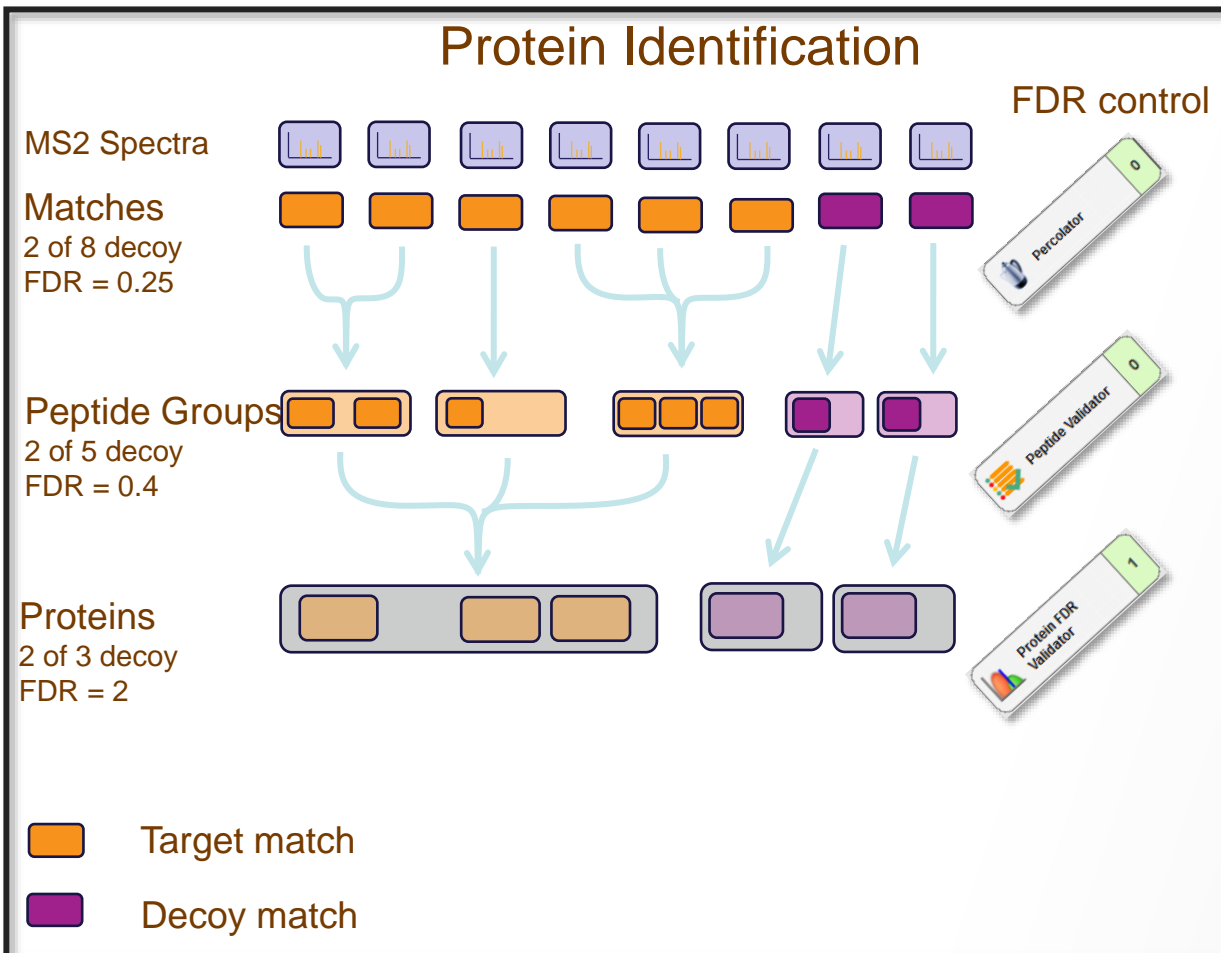 Protein Identification
FDR control
MS2 Spectra
Matches
2 of 8 decoy
FDR = 0.25
Percolator
0
Peptide Groups
2 of 5 decoy
FDR = 0.4
Peptide Validator
0
Proteins
2 of 3 decoy
FDR = 2
Protein FDR
Validator
1
Target match
Decoy match